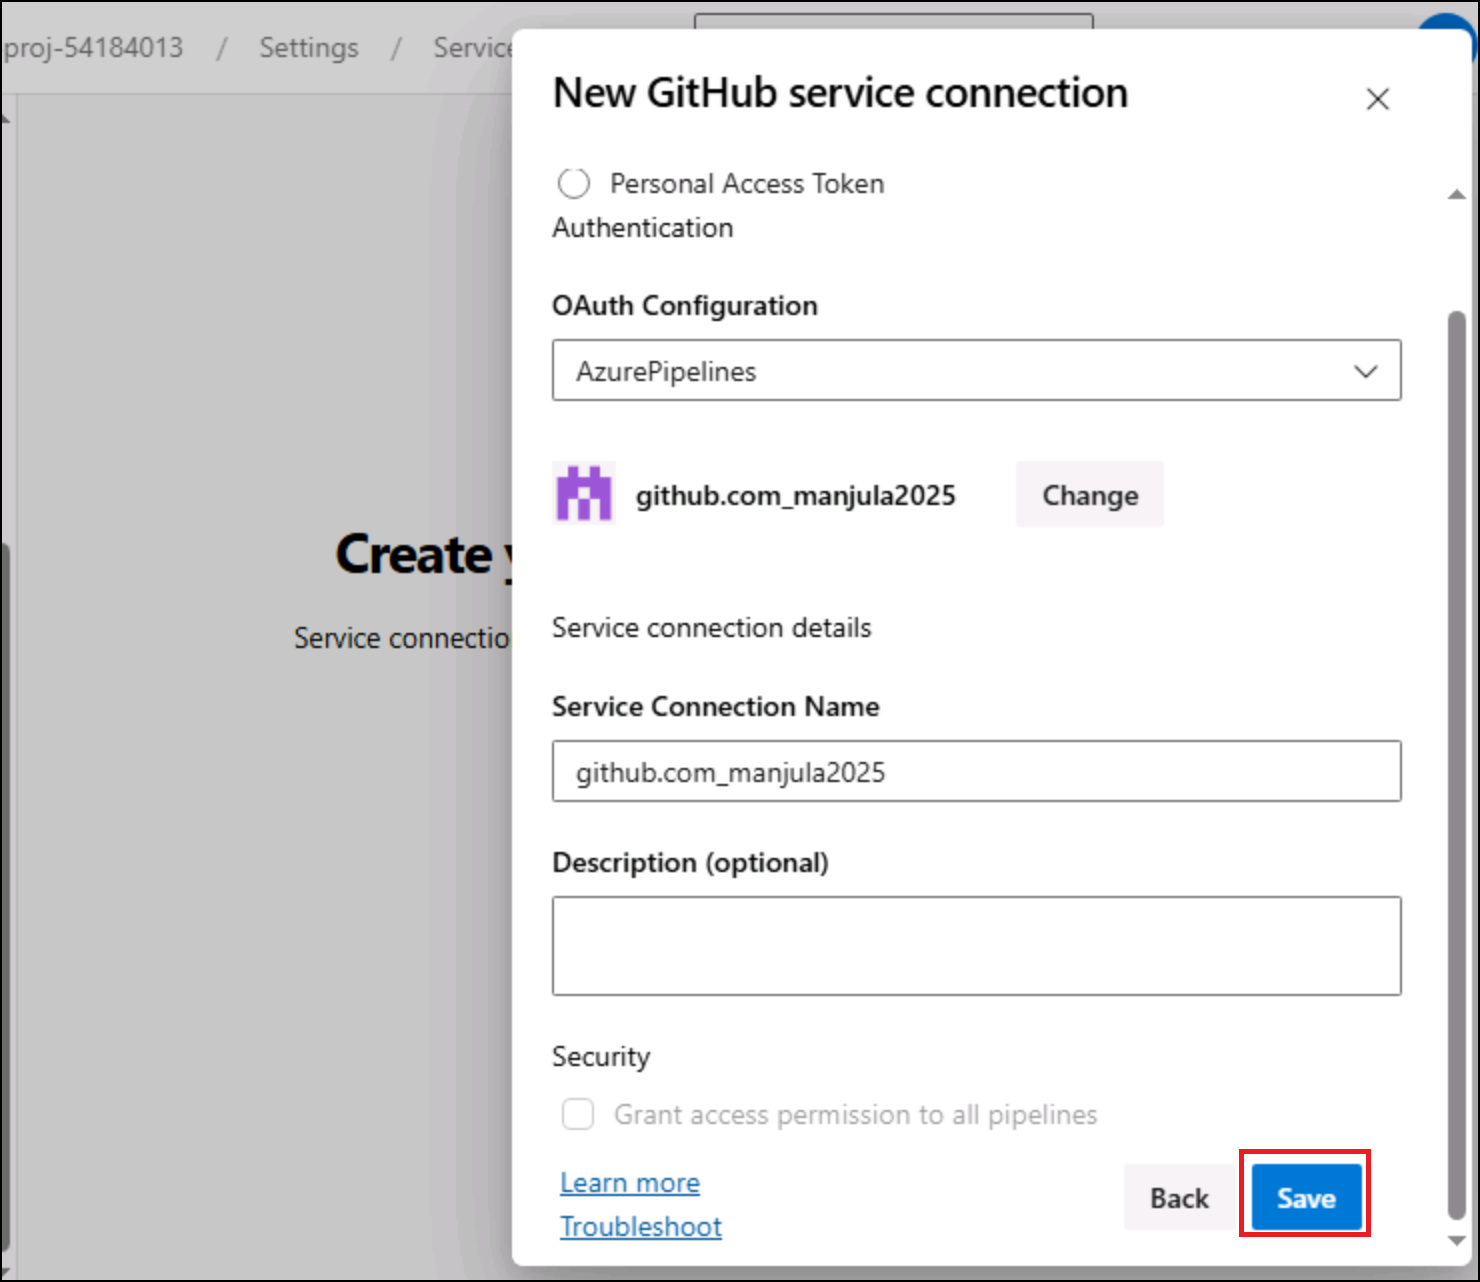 proj-54184013 / Settings / Service
New GitHub service connection
Personal Access Token
Authentication
OAuth Configuration
AzurePipelines
github.com_manjula2025 Change
Create y
Service connectio
Service connection details
Service Connection Name
github.com_manjula2025
Description (optional)
Security
Grant access permission to all pipelines
Learn more
Troubleshoot
Back Save